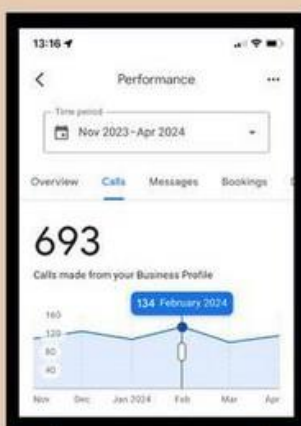 13:16
Performance
Time period
Nov 2023–Apr 2024
Overview Calls Messages Bookings
693
Calls made from your Business Profile
134 February 2024
160
120
80
40
Nov Dec Jan 2024 Feb Mar Apr